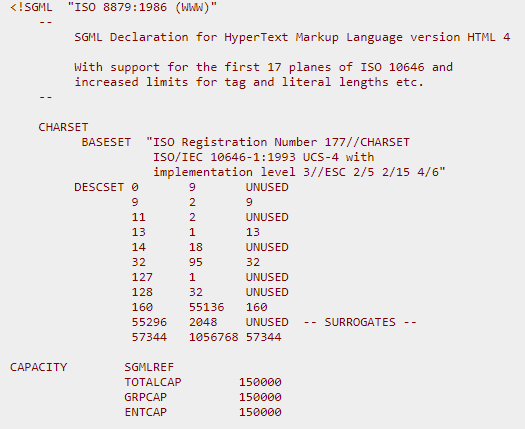 <!SGML  "ISO 8879:1986 (WWW)"
    --
         SGML Declaration for HyperText Markup Language version HTML 4

         With support for the first 17 planes of ISO 10646 and
         increased limits for tag and literal lengths etc.
    --

    CHARSET
          BASESET  "ISO Registration Number 177//CHARSET
                    ISO/IEC 10646-1:1993 UCS-4 with
                    implementation level 3//ESC 2/5 2/15 4/6"
         DESCSET 0       9       UNUSED
                 9       2       9
                 11      2       UNUSED
                 13      1       13
                 14      18      UNUSED
                 32      95      32
                 127     1       UNUSED
                 128     32      UNUSED
                 160     55136   160
                 55296   2048    UNUSED  -- SURROGATES --
                 57344   1056768 57344

CAPACITY        SGMLREF
                TOTALCAP        150000
                GRPCAP          150000
                ENTCAP          150000